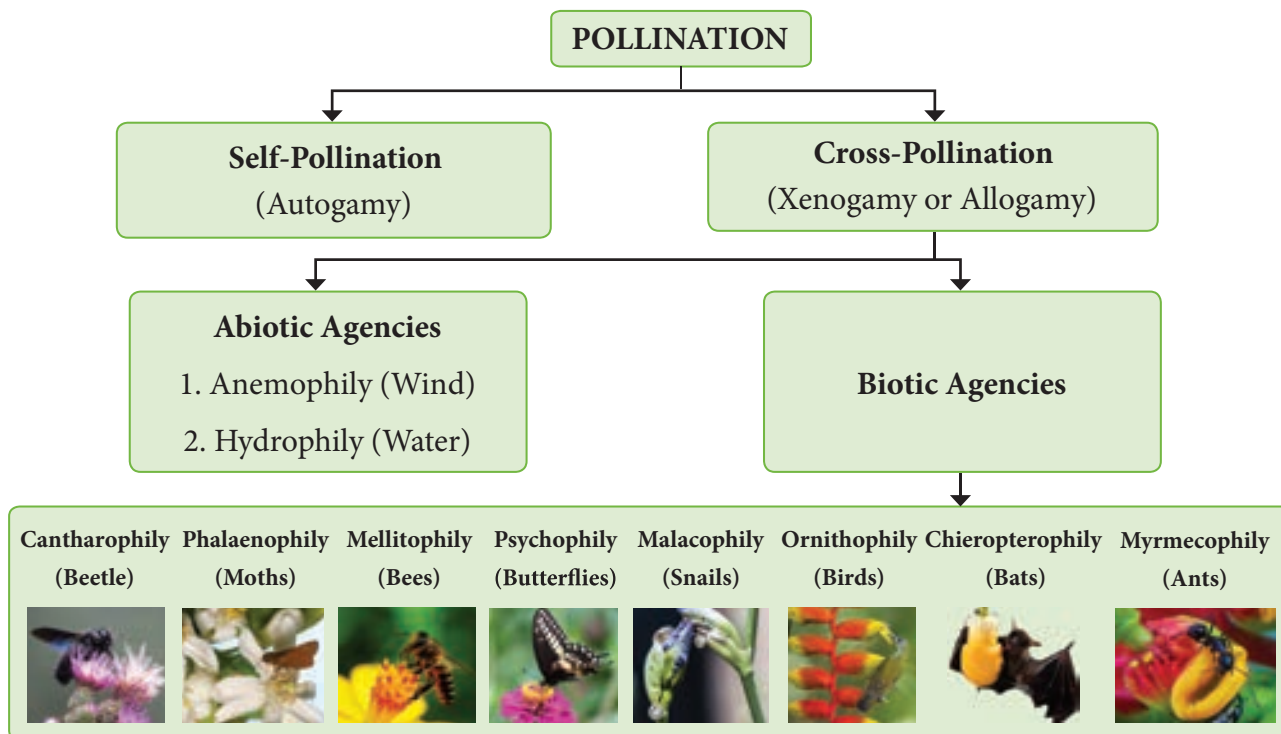 POLLINATION
Self-Pollination
(Autogamy)
Cross-Pollination
(Xenogamy or Allogamy)
Abiotic Agencies
1. Anemophily (Wind)
2. Hydrophily (Water)
Biotic Agencies
Cantharophily
(Beetle)
Phalaenophily
(Moths)
Mellitophily
(Bees)
Psychophily
(Butterflies)
Malacophily
(Snails)
Ornithophily
(Birds)
Chieropterophily
(Bats)
Myrmecophily
(Ants)